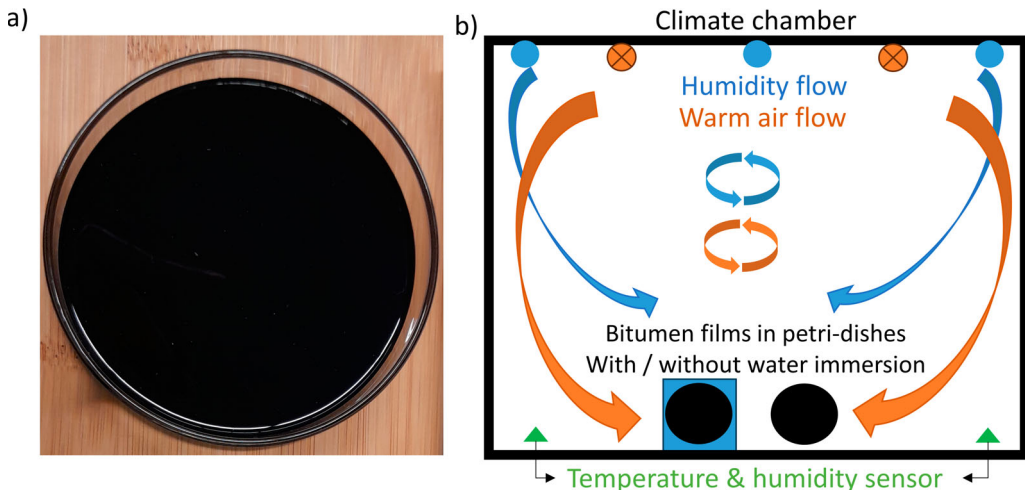 a)
b)
Climate chamber
Humidity flow
Warm air flow
Bitumen films in petri-dishes
With / without water immersion
Temperature & humidity sensor